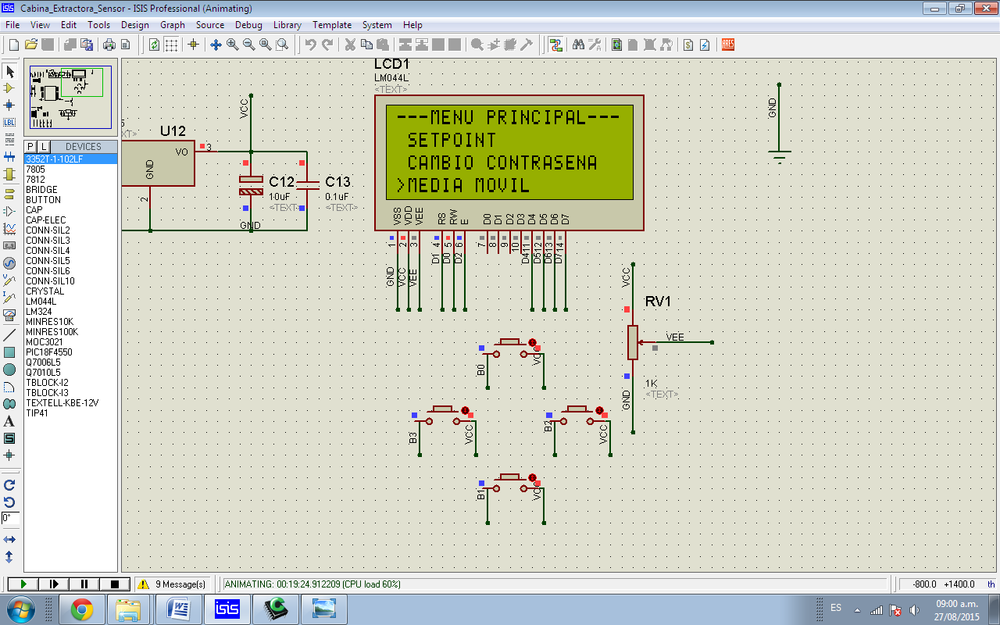 Cabina_Extractora_Sensor - ISIS Professional (Animating)
File View Edit Tools Design Graph Source Debug Library Template System Help
ARES
LBL
A
S
0°
P L DEVICES
3352T-1-102LF
7805
7812
BRIDGE
BUTTON
CAP
CAP-ELEC
CONN-SIL2
CONN-SIL3
CONN-SIL4
CONN-SIL5
CONN-SIL6
CONN-SIL10
CRYSTAL
LM044L
LM324
MINRES10K
MINRES100K
MOC3021
PIC18F4550
Q7006L5
Q7010L5
TBLOCK-I2
TBLOCK-I3
TEXTELL-KBE-12V
TIP41
U12
VO
3
GND
2
VCC
C12
10uF
<TEXT>
GND
C13
0.1uF
<TEXT>
LCD1
LM044L
<TEXT>
---MENU PRINCIPAL---
SETPOINT
CAMBIO CONTRASENA
>MEDIA MOVIL
VSS VDD VEE RS RW E D0 D1 D2 D3 D4 D5 D6 D7
1 2 3 4 5 6 7 8 9 10 11 12 13 14
D1 D0 D2 D4 D5 D6 D7
GND VCC VEE
GND
VCC
RV1
VEE
1K
<TEXT>
GND
B0 VCC
B3 VCC
B2 VCC
B1 VCC
9 Message(s)
ANIMATING: 00:19:24.912209 (CPU load 60%)
-800.0 +1400.0 th
isis
ES
09:00 a.m.
27/08/2015